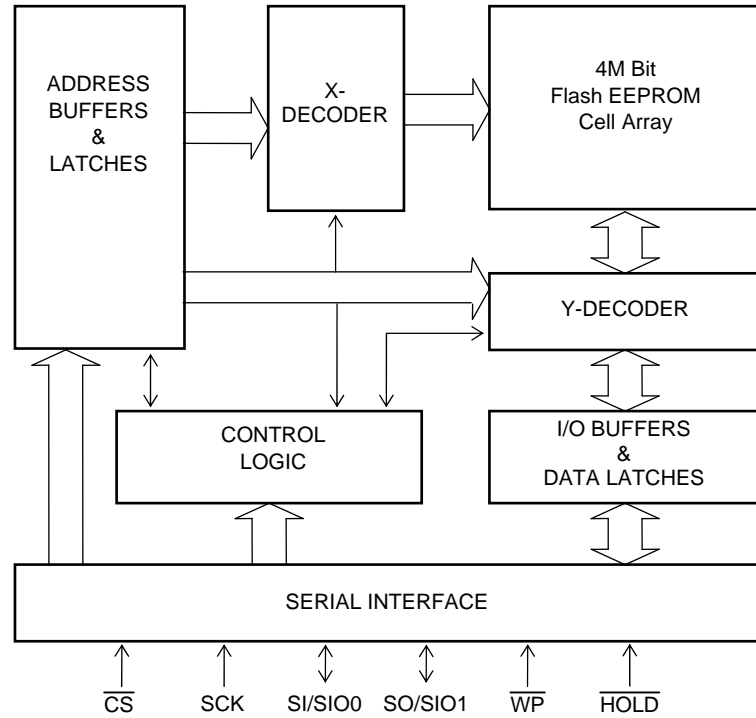 ADDRESS
BUFFERS
&
LATCHES
X-
DECODER
4M Bit
Flash EEPROM
Cell Array
Y-DECODER
CONTROL
LOGIC
I/O BUFFERS
&
DATA LATCHES
SERIAL INTERFACE
CS SCK SI/SIO0 SO/SIO1 WP HOLD